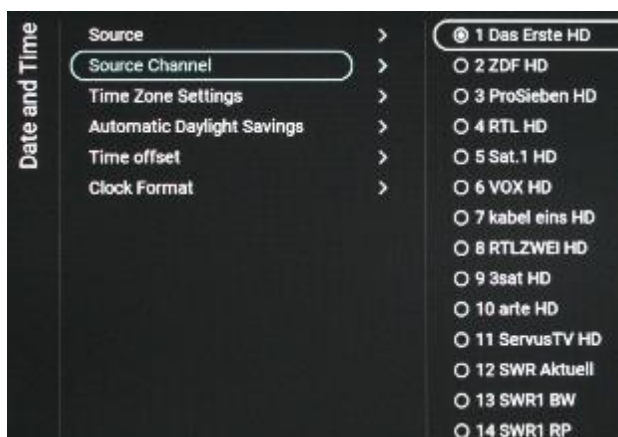 Date and Time
Source
Source Channel
Time Zone Settings
Automatic Daylight Savings
Time offset
Clock Format
1 Das Erste HD
2 ZDF HD
3 ProSieben HD
4 RTL HD
5 Sat.1 HD
6 VOX HD
7 kabel eins HD
8 RTLZWEI HD
9 3sat HD
10 arte HD
11 ServusTV HD
12 SWR Aktuell
13 SWR1 BW
14 SWR1 RP